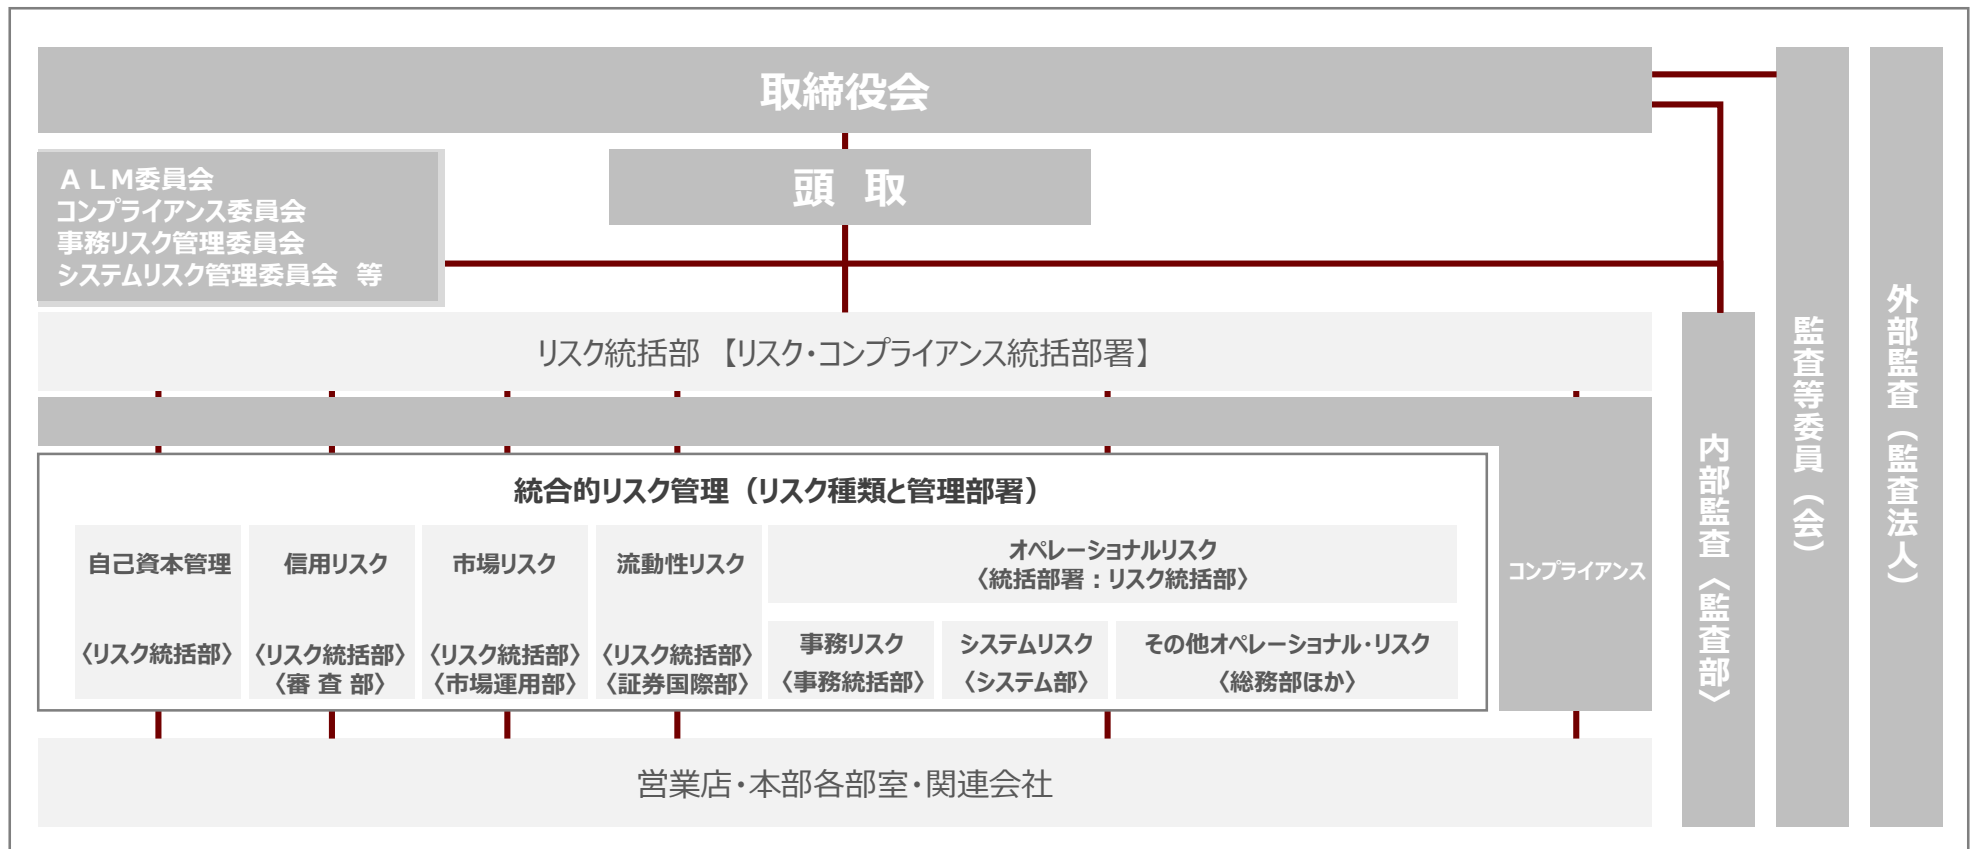 取締役会
頭 取
ＡＬＭ委員会
コンプライアンス委員会
事務リスク管理委員会
システムリスク管理委員会 等
リスク統括部 【リスク・コンプライアンス統括部署】
統合的リスク管理（リスク種類と管理部署）
自己資本管理
〈リスク統括部〉
信用リスク
〈リスク統括部〉
〈審 査 部〉
市場リスク
〈リスク統括部〉
〈市場運用部〉
流動性リスク
〈リスク統括部〉
〈証券国際部〉
オペレーショナルリスク
〈統括部署：リスク統括部〉
事務リスク
〈事務統括部〉
システムリスク
〈システム部〉
その他オペレーショナル・リスク
〈総務部ほか〉
コンプライアンス
営業店・本部各部室・関連会社
内部監査〈監査部〉
監査等委員（会）
外部監査（監査法人）